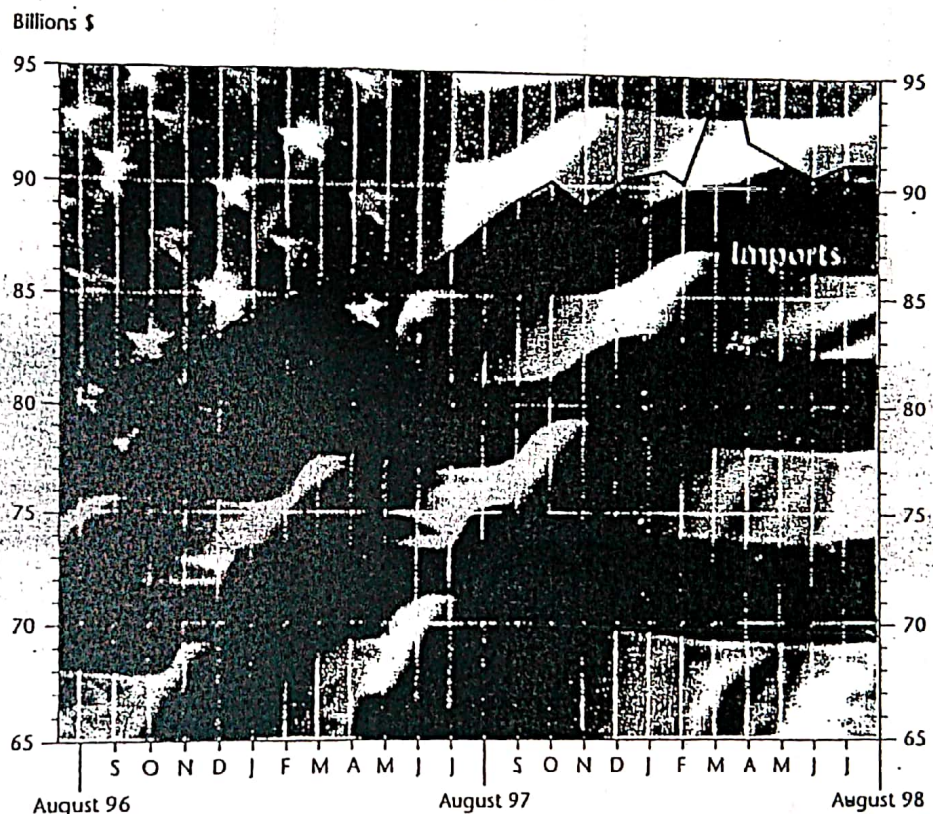 Billions $
95 95
90 90
Imports
85 85
80 80
75 75
70 70
65 65
S O N D J F M A M J J S O N D J F M A M J J
August 96 August 97 August 98